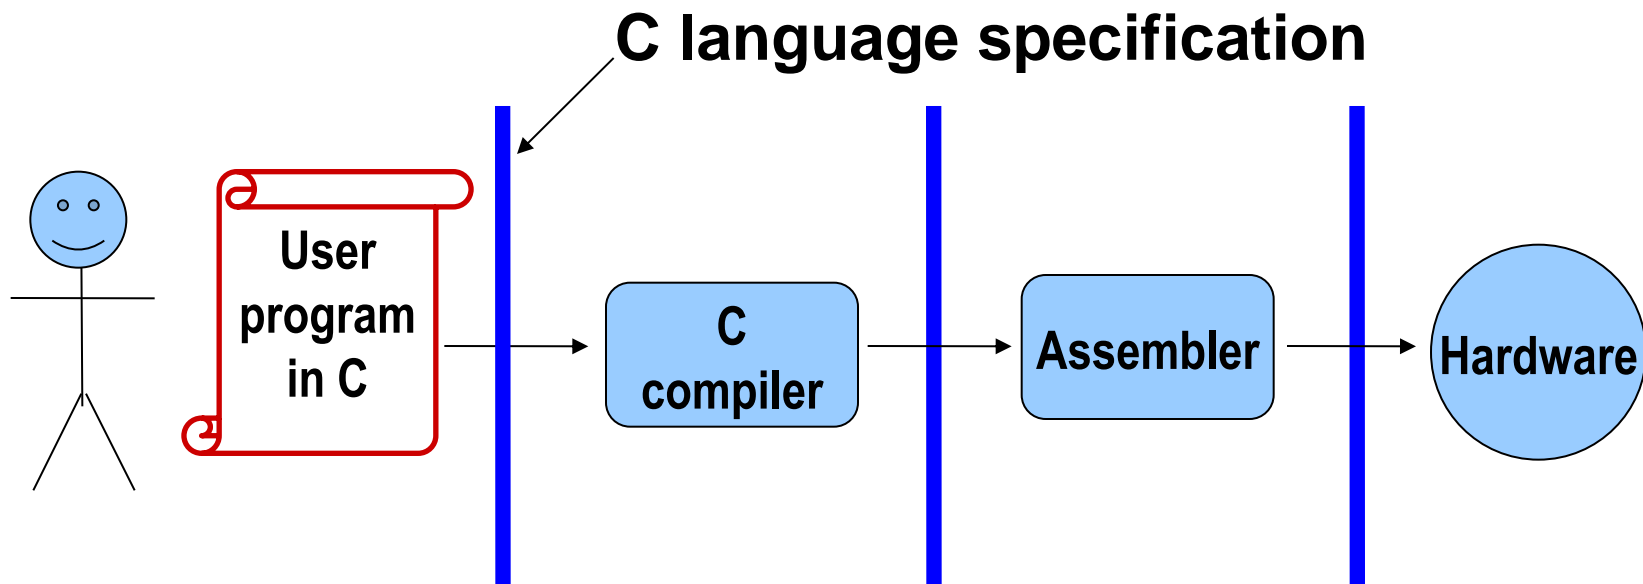 C language specification
User
program
in C
C
compiler
Assembler
Hardware